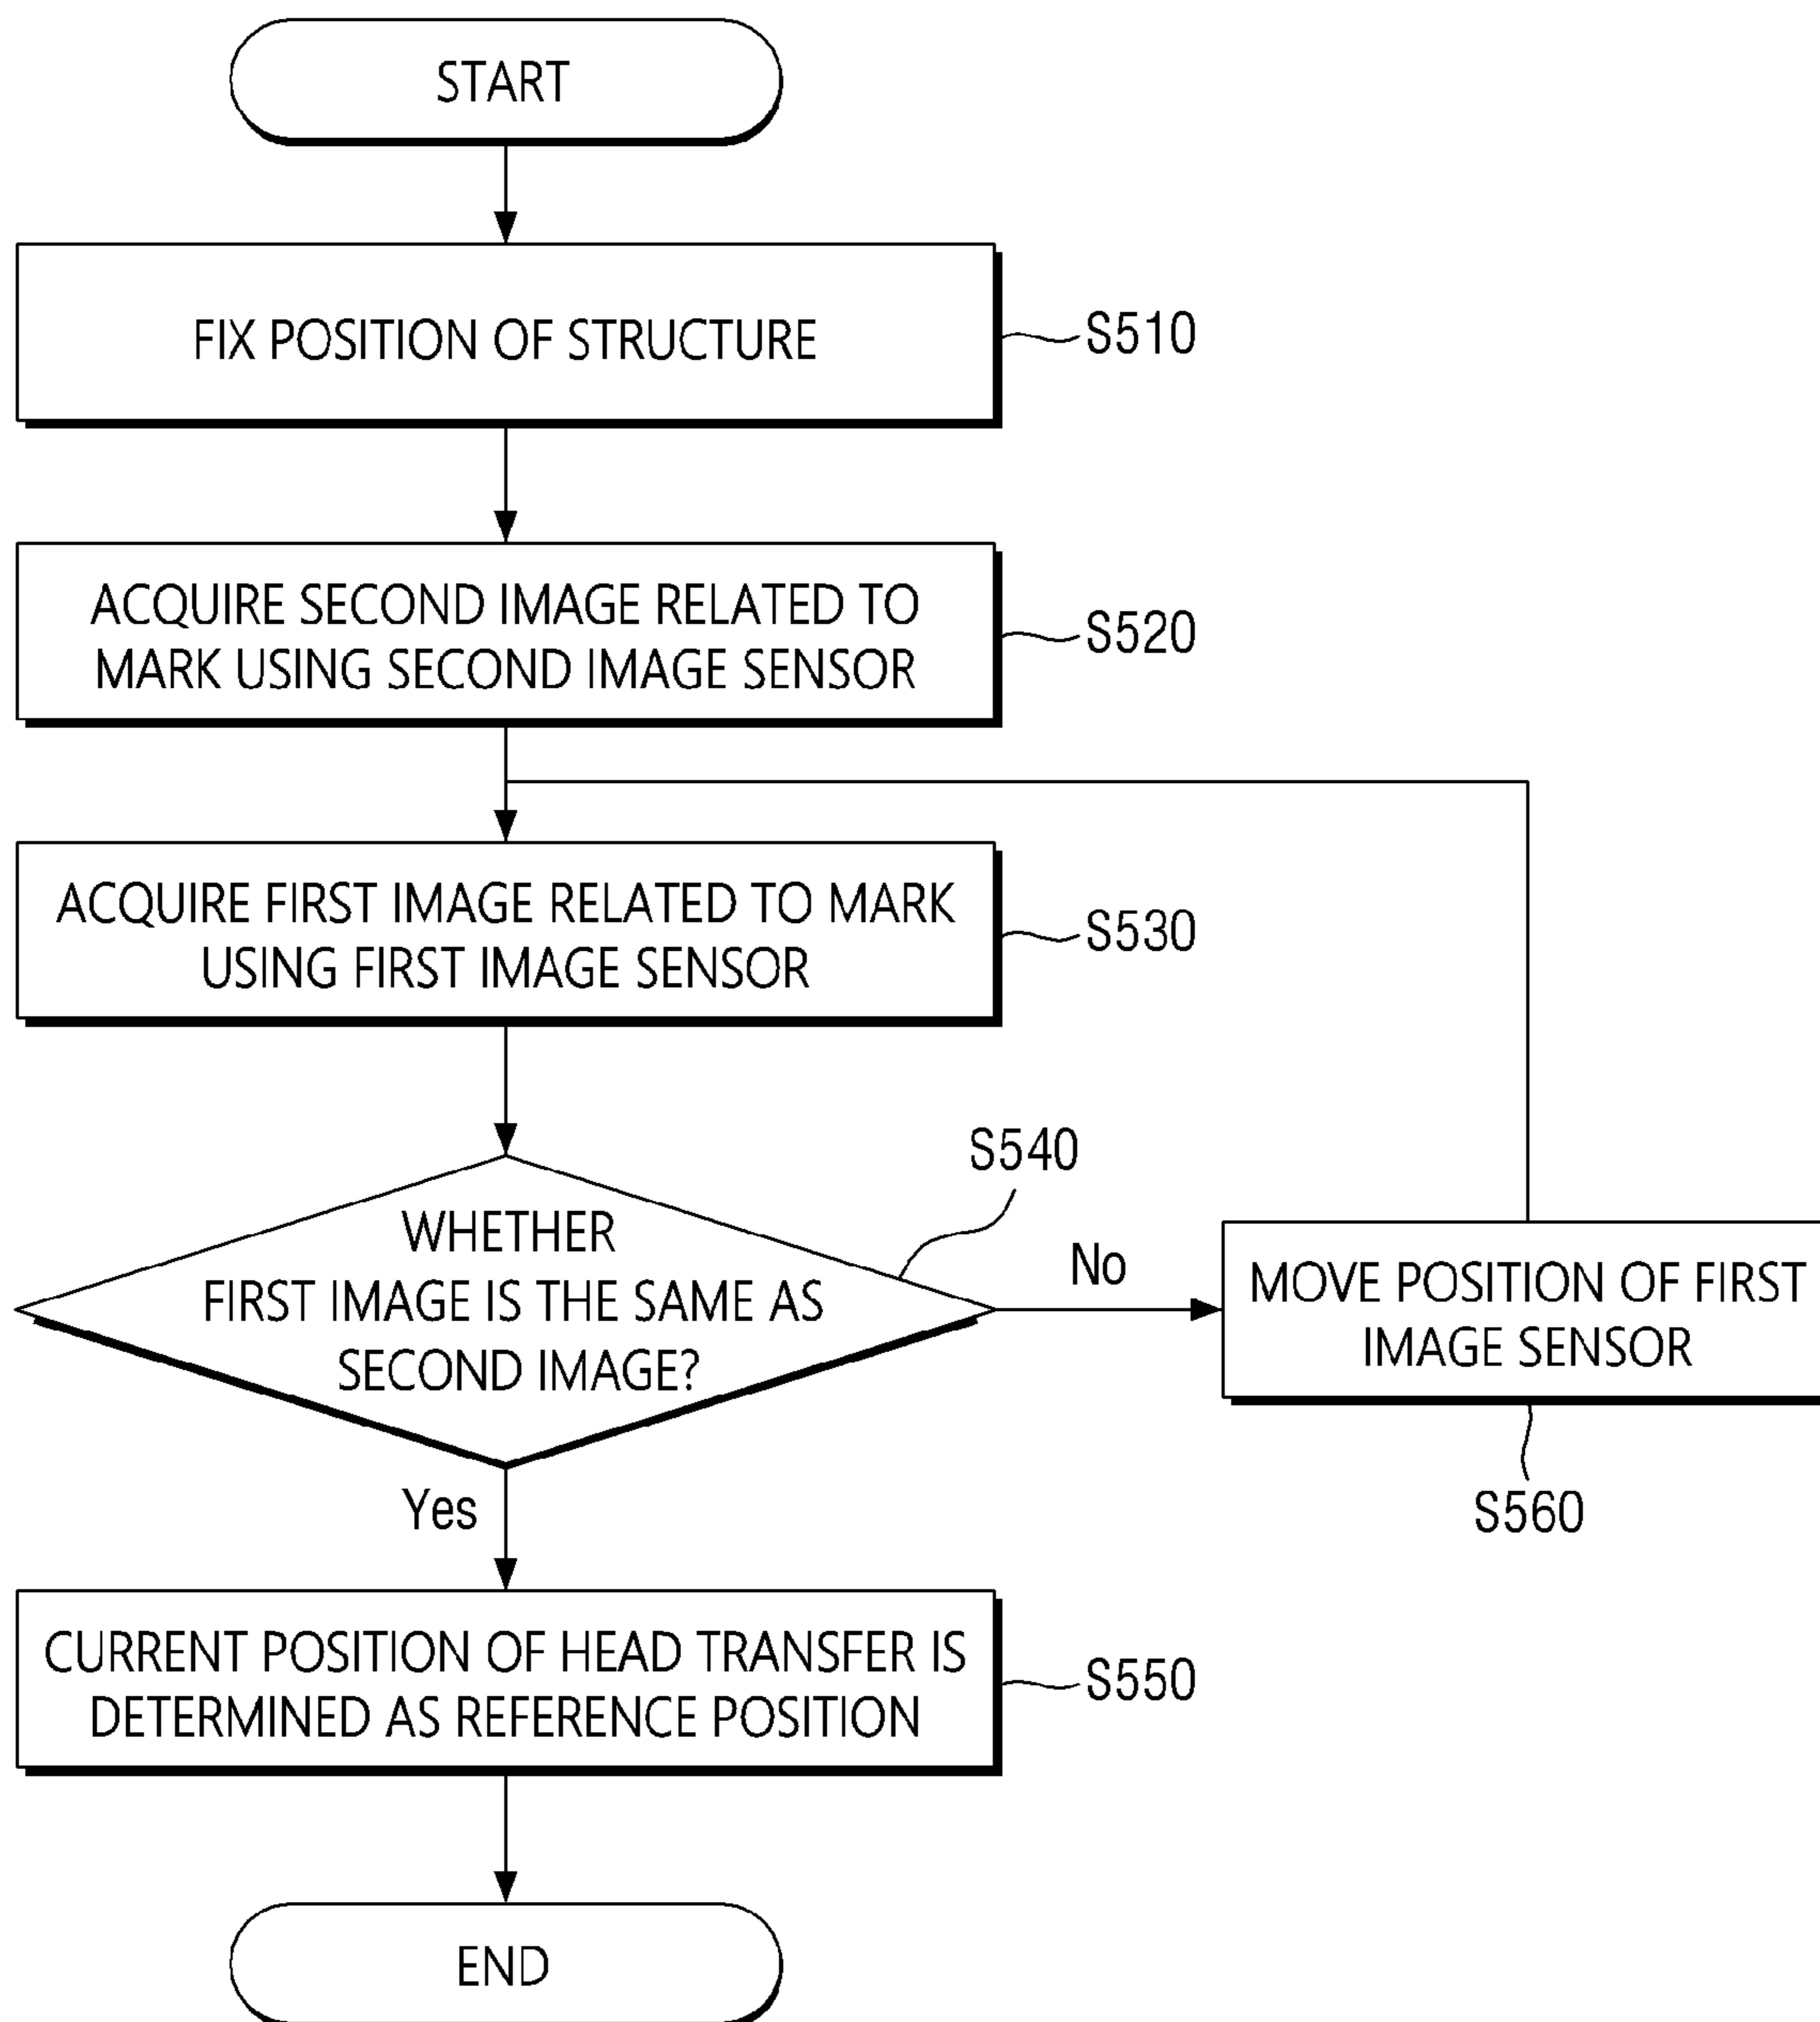 START
FIX POSITION OF STRUCTURE
S510
ACQUIRE SECOND IMAGE RELATED TO
MARK USING SECOND IMAGE SENSOR
S520
ACQUIRE FIRST IMAGE RELATED TO MARK
USING FIRST IMAGE SENSOR
S530
S540
WHETHER
FIRST IMAGE IS THE SAME AS
SECOND IMAGE?
No
MOVE POSITION OF FIRST
IMAGE SENSOR
S560
Yes
CURRENT POSITION OF HEAD TRANSFER IS
DETERMINED AS REFERENCE POSITION
S550
END